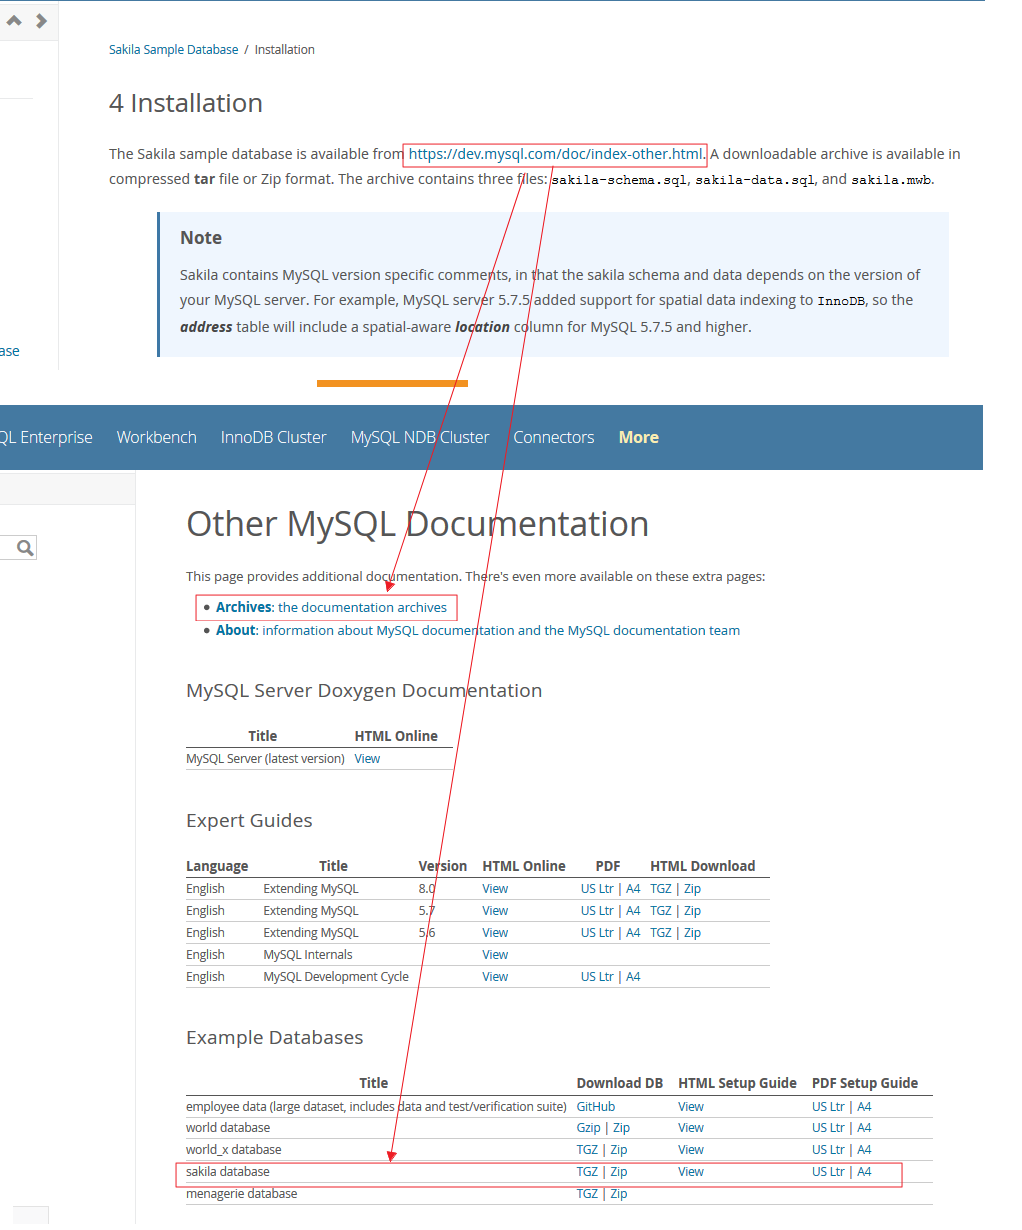 Sakila Sample Database / Installation
4 Installation
The Sakila sample database is available from https://dev.mysql.com/doc/index-other.html. A downloadable archive is available in
compressed tar file or Zip format. The archive contains three files: sakila-schema.sql, sakila-data.sql, and sakila.mwb.
Note
Sakila contains MySQL version specific comments, in that the sakila schema and data depends on the version of
your MySQL server. For example, MySQL server 5.7.5 added support for spatial data indexing to InnoDB, so the
address table will include a spatial-aware location column for MySQL 5.7.5 and higher.
ase
QL Enterprise Workbench InnoDB Cluster MySQL NDB Cluster Connectors More
Other MySQL Documentation
This page provides additional documentation. There's even more available on these extra pages:
• Archives: the documentation archives
• About: information about MySQL documentation and the MySQL documentation team
MySQL Server Doxygen Documentation
Title HTML Online
MySQL Server (latest version) View
Expert Guides
Language Title Version HTML Online PDF HTML Download
English Extending MySQL 8.0 View US Ltr | A4 TGZ | Zip
English Extending MySQL 5.7 View US Ltr | A4 TGZ | Zip
English Extending MySQL 5.6 View US Ltr | A4 TGZ | Zip
English MySQL Internals View
English MySQL Development Cycle View US Ltr | A4
Example Databases
Title Download DB HTML Setup Guide PDF Setup Guide
employee data (large dataset, includes data and test/verification suite) GitHub View US Ltr | A4
world database Gzip | Zip View US Ltr | A4
world_x database TGZ | Zip View US Ltr | A4
sakila database TGZ | Zip View US Ltr | A4
menagerie database TGZ | Zip